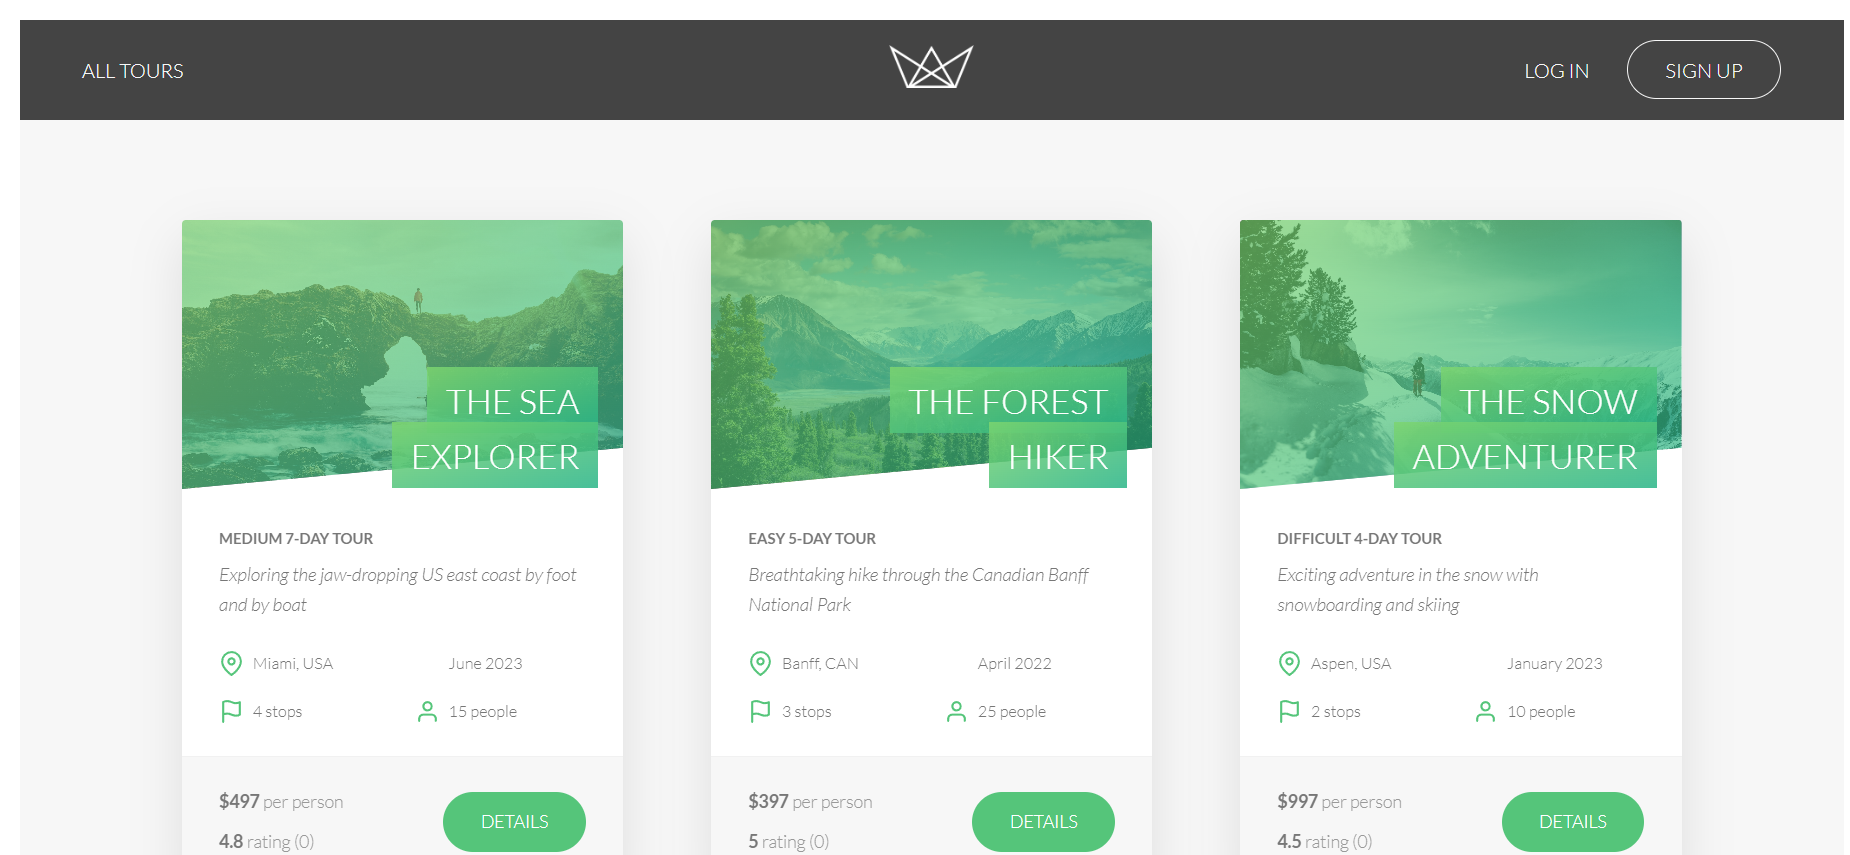 ALL TOURS
LOG IN
SIGN UP
THE SEA
EXPLORER
MEDIUM 7-DAY TOUR
Exploring the jaw-dropping US east coast by foot
and by boat
Miami, USA
June 2023
4 stops
15 people
$497 per person
4.8 rating (0)
DETAILS
THE FOREST
HIKER
EASY 5-DAY TOUR
Breathtaking hike through the Canadian Banff
National Park
Banff, CAN
April 2022
3 stops
25 people
$397 per person
5 rating (0)
DETAILS
THE SNOW
ADVENTURER
DIFFICULT 4-DAY TOUR
Exciting adventure in the snow with
snowboarding and skiing
Aspen, USA
January 2023
2 stops
10 people
$997 per person
4.5 rating (0)
DETAILS